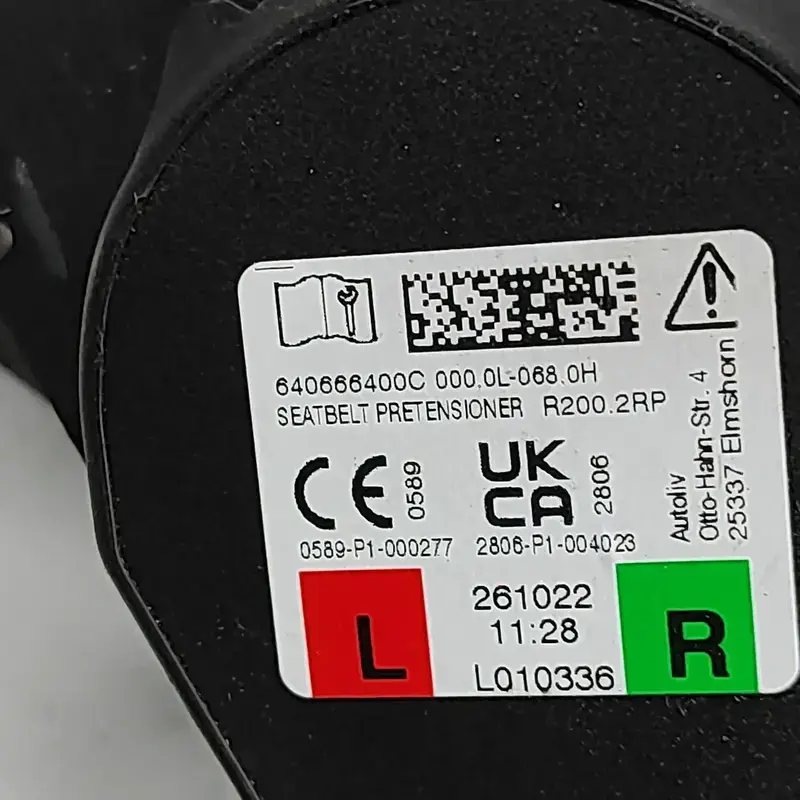 640666400C 000.0L-068.0H
SEATBELT PRETENSIONER R200.2RP
CE 0589
UK
CA 2806
0589-P1-000277 2806-P1-004023
Autoliv
Otto-Hahn-Str. 4
25337 Elmshorn
L
261022
11:28
L010336
R